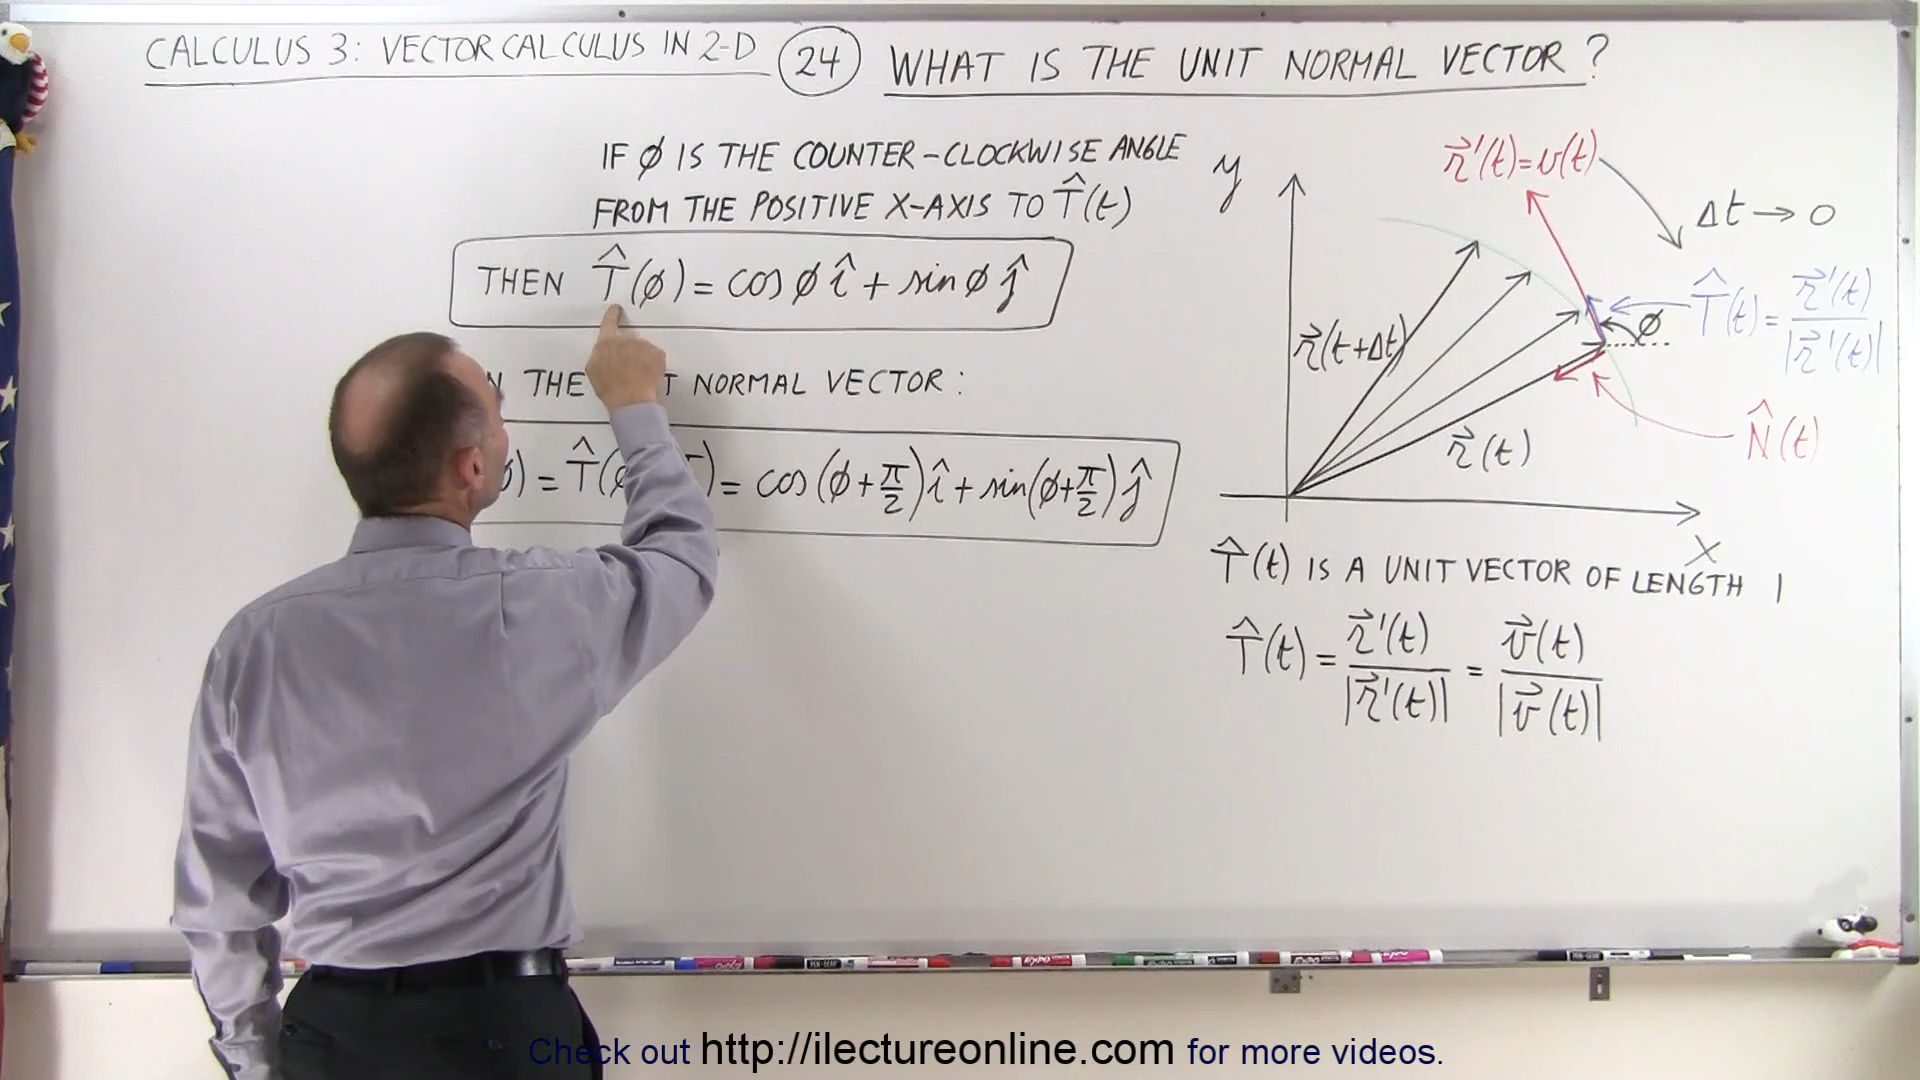 CALCULUS 3: VECTOR CALCULUS IN 2-D (24) WHAT IS THE UNIT NORMAL VECTOR?
IF ϕ IS THE COUNTER-CLOCKWISE ANGLE
FROM THE POSITIVE X-AXIS TO T̂(t)
THEN T̂(ϕ) = cos ϕ î + sin ϕ ĵ
THE NORMAL VECTOR:
) = T̂( ) = cos(ϕ + π/2) î + sin(ϕ + π/2) ĵ
y
r⃗'(t) = v(t)
Δt → 0
T̂(t) = r⃗'(t) / |r⃗'(t)|
ϕ
r⃗(t+Δt)
r⃗(t)
N̂(t)
X
T̂(t) IS A UNIT VECTOR OF LENGTH 1
T̂(t) = r⃗'(t) / |r⃗'(t)| = v⃗(t) / |v⃗(t)|
Check out http://ilectureonline.com for more videos.